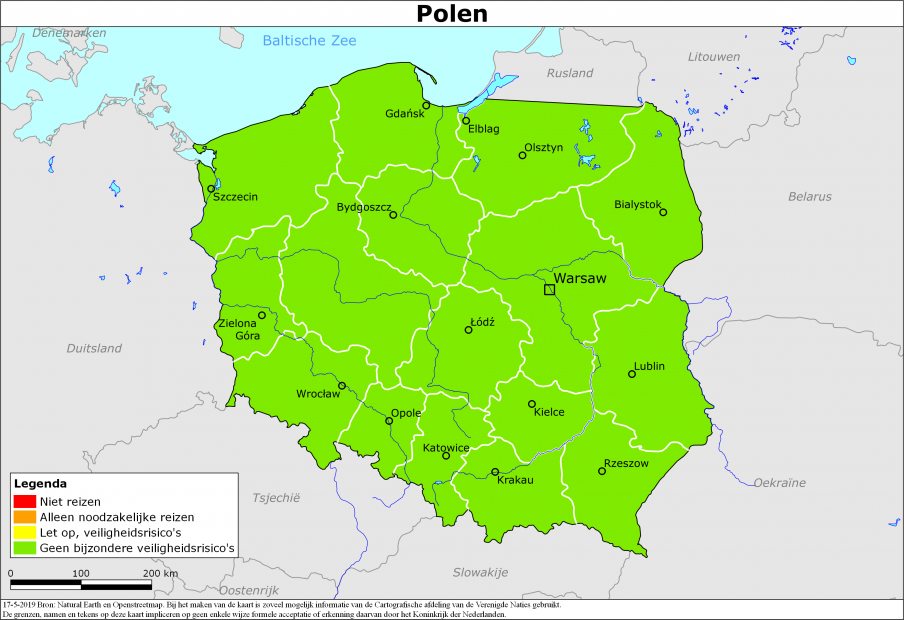 Polen
Denemarken
Baltische Zee
Litouwen
Rusland
Gdańsk
Elblag
Olsztyn
Szczecin
Bydgoszcz
Bialystok
Belarus
Warsaw
Zielona
Góra
Łódź
Duitsland
Lublin
Wrocław
Opole
Kielce
Katowice
Rzeszow
Krakau
Oekraïne
Tsjechië
Slowakije
Oostenrijk
Legenda
Niet reizen
Alleen noodzakelijke reizen
Let op, veiligheidsrisico's
Geen bijzondere veiligheidsrisico's
0 100 200 km
17-5-2019 Bron: Natural Earth en Openstreetmap. Bij het maken van de kaart is zoveel mogelijk informatie van de Cartografische afdeling van de Verenigde Naties gebruikt.
De grenzen, namen en tekens op deze kaart impliceren op geen enkele wijze formele acceptatie of erkenning daarvan door het Koninkrijk der Nederlanden.